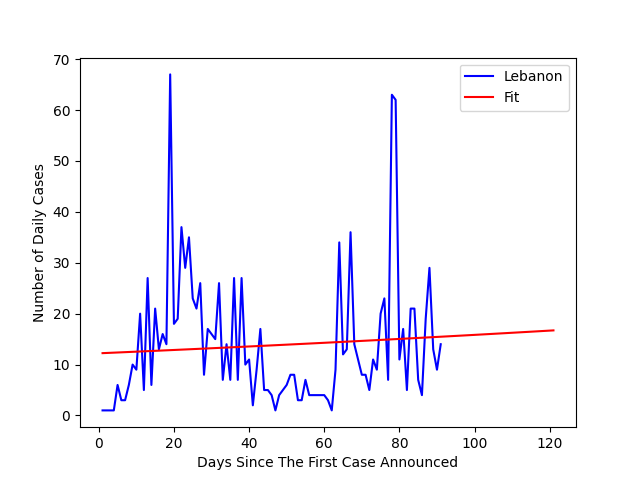 70
60
50
40
30
20
10
0
Number of Daily Cases
Lebanon
Fit
0 20 40 60 80 100 120
Days Since The First Case Announced